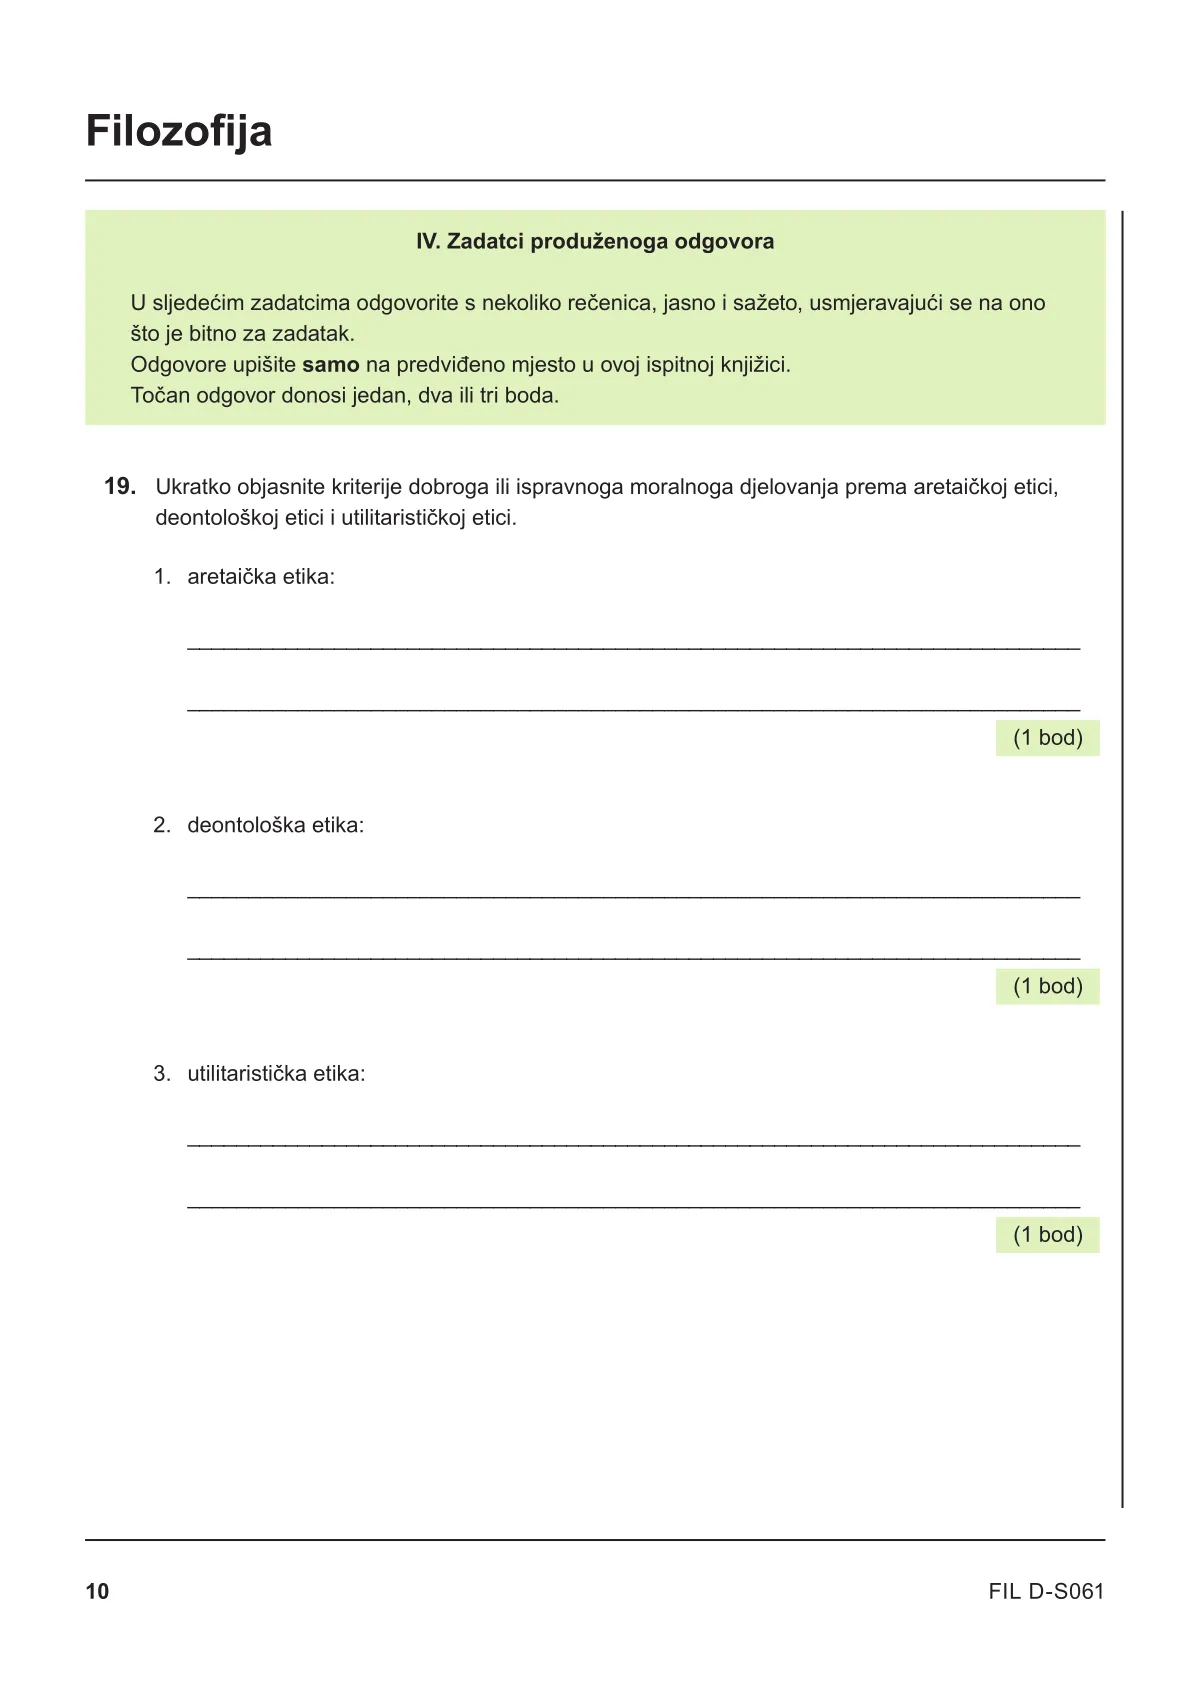 Filozofija
IV. Zadatci produženoga odgovora
U sljedećim zadatcima odgovorite s nekoliko rečenica, jasno i sažeto, usmjeravajući se na ono
što je bitno za zadatak.
Odgovore upišite samo na predviđeno mjesto u ovoj ispitnoj knjižici.
Točan odgovor donosi jedan, dva ili tri boda.
19. Ukratko objasnite kriterije dobroga ili ispravnoga moralnoga djelovanja prema aretaičkoj etici,
deontološkoj etici i utilitarističkoj etici.
1. aretaička etika:
(1 bod)
2. deontološka etika:
(1 bod)
3. utilitaristička etika:
(1 bod)
10 FIL D-S061